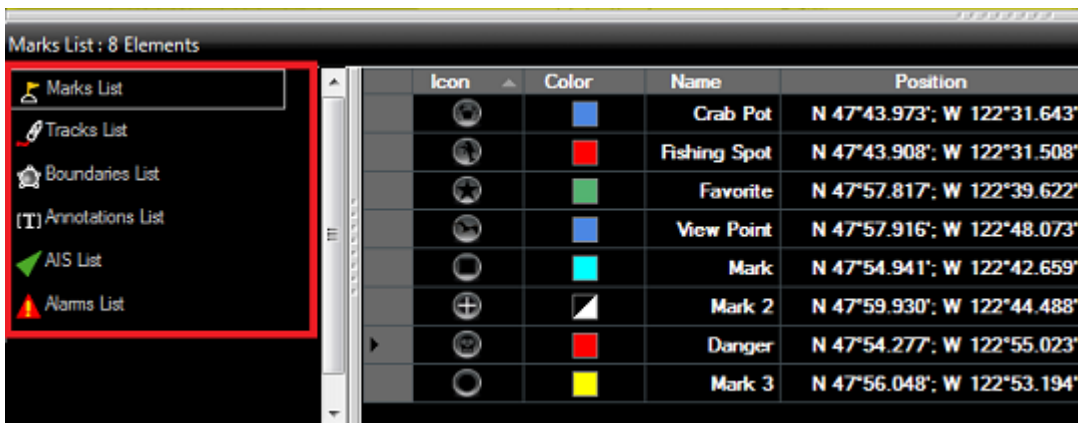 Marks List : 8 Elements
Marks List
Tracks List
Boundaries List
[T] Annotations List
AIS List
Alarms List
Icon Color Name Position
Crab Pot N 47°43.973'; W 122°31.643'
Fishing Spot N 47°43.908'; W 122°31.508'
Favorite N 47°57.817'; W 122°39.622'
View Point N 47°57.916'; W 122°48.073'
Mark N 47°54.941'; W 122°42.659'
Mark 2 N 47°59.930'; W 122°44.488'
Danger N 47°54.277'; W 122°55.023'
Mark 3 N 47°56.048'; W 122°53.194'